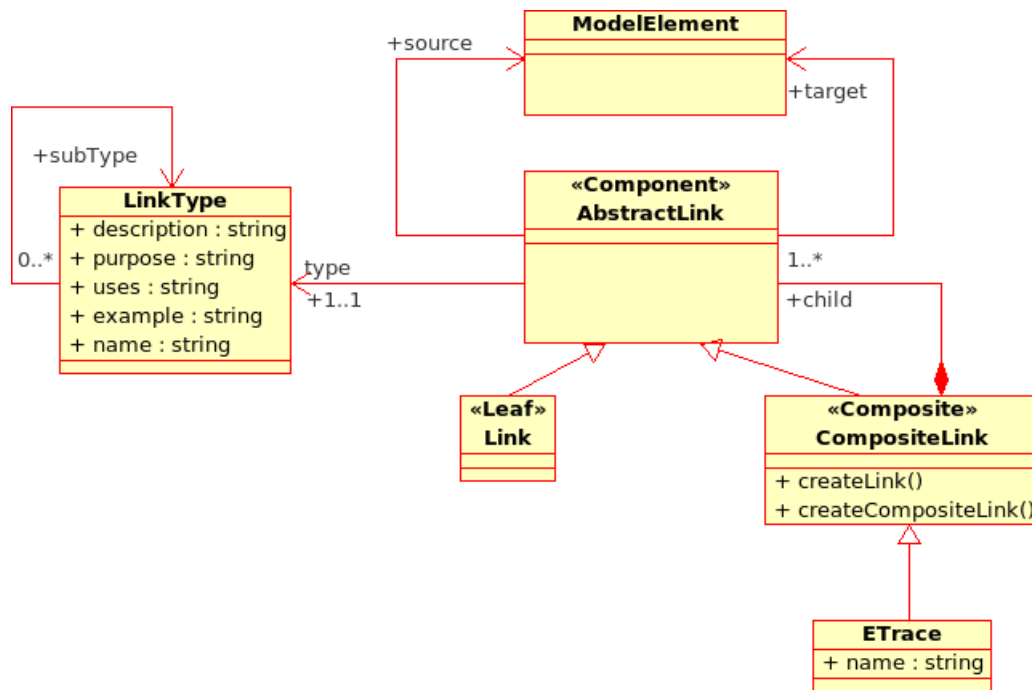 ModelElement
+source
+target
+subType
LinkType
+ description : string
+ purpose : string
+ uses : string
+ example : string
+ name : string
0..*
«Component»
AbstractLink
type
+1..1
1..*
+child
«Leaf»
Link
«Composite»
CompositeLink
+ createLink()
+ createCompositeLink()
ETrace
+ name : string